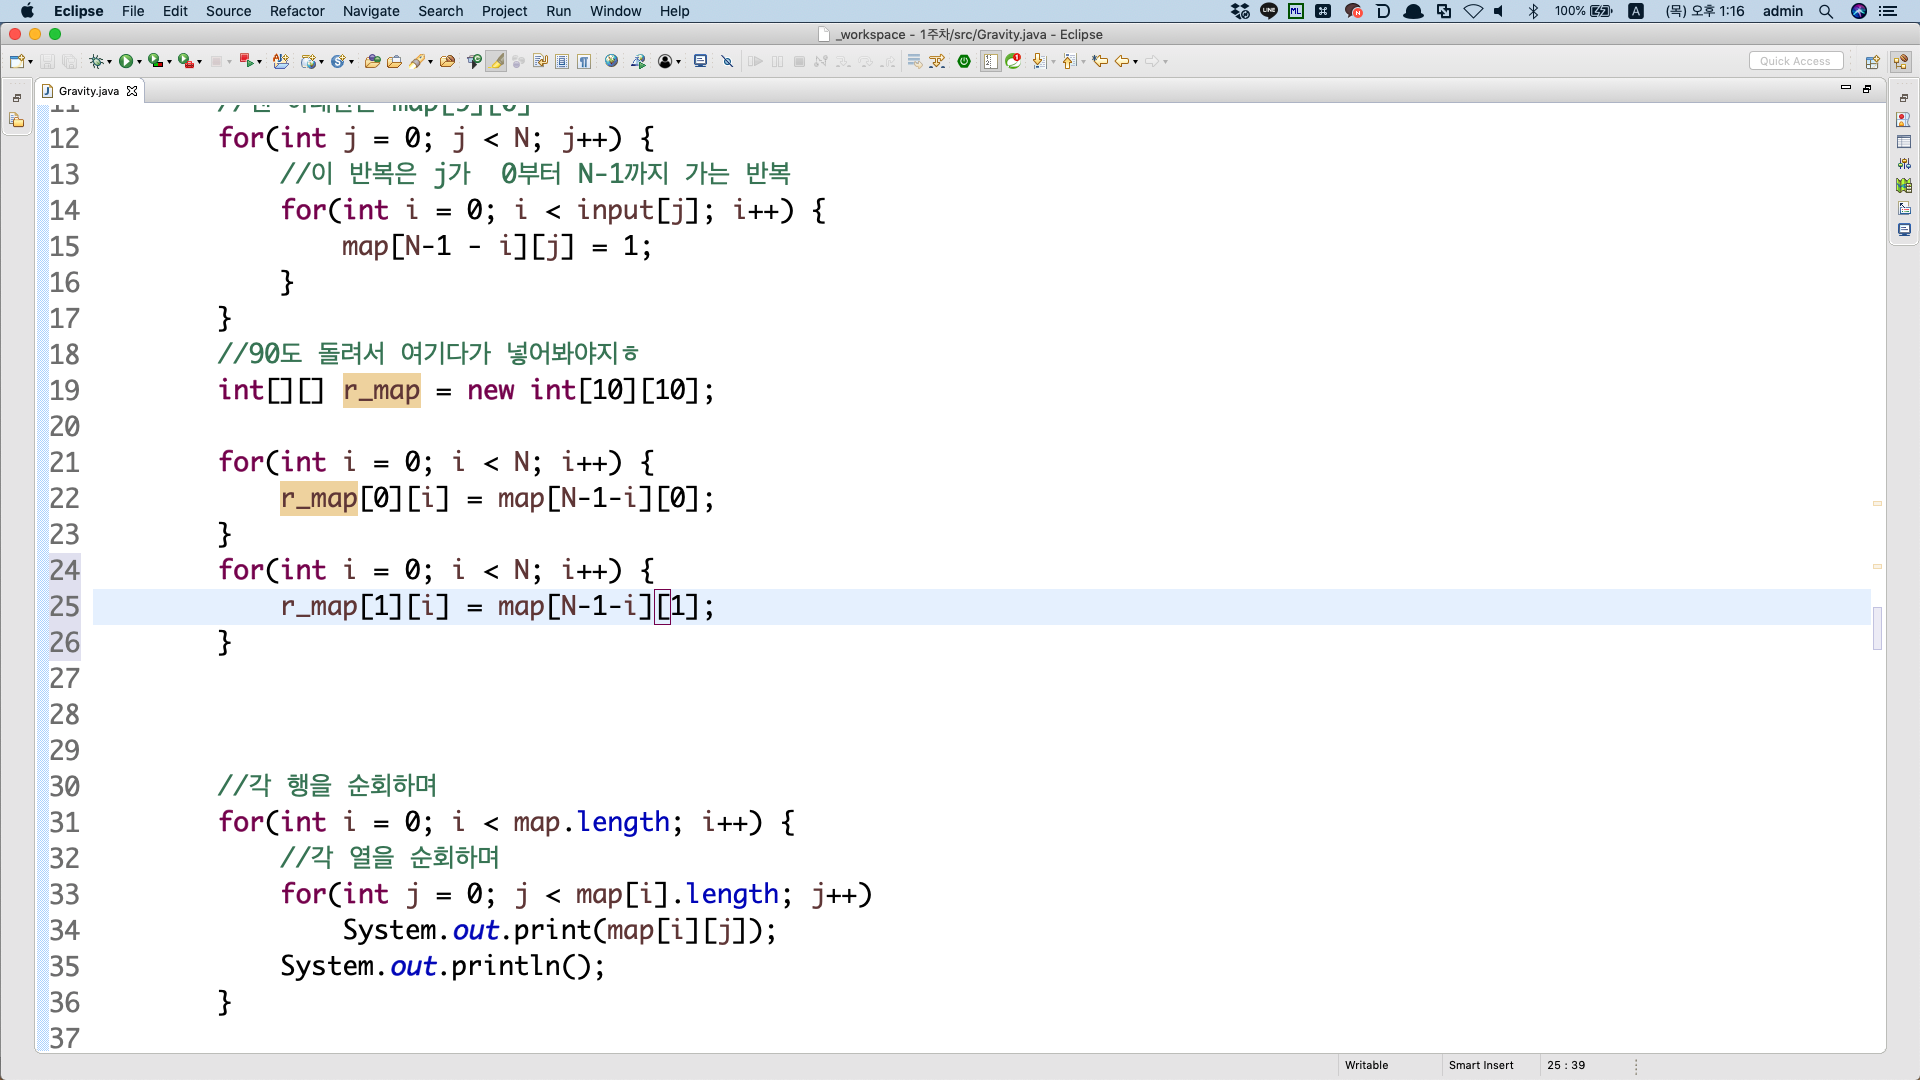 Eclipse File Edit Source Refactor Navigate Search Project Run Window Help
100% A (목) 오후 1:16 admin
_workspace - 1주차/src/Gravity.java - Eclipse
Quick Access
Gravity.java
11 map[9][0]
12 for(int j = 0; j < N; j++) {
13 //이 반복은 j가 0부터 N-1까지 가는 반복
14 for(int i = 0; i < input[j]; i++) {
15 map[N-1 - i][j] = 1;
16 }
17 }
18 //90도 돌려서 여기다가 넣어봐야지ㅎ
19 int[][] r_map = new int[10][10];
20
21 for(int i = 0; i < N; i++) {
22 r_map[0][i] = map[N-1-i][0];
23 }
24 for(int i = 0; i < N; i++) {
25 r_map[1][i] = map[N-1-i][1];
26 }
27
28
29
30 //각 행을 순회하며
31 for(int i = 0; i < map.length; i++) {
32 //각 열을 순회하며
33 for(int j = 0; j < map[i].length; j++)
34 System.out.print(map[i][j]);
35 System.out.println();
36 }
37
Writable Smart Insert 25 : 39